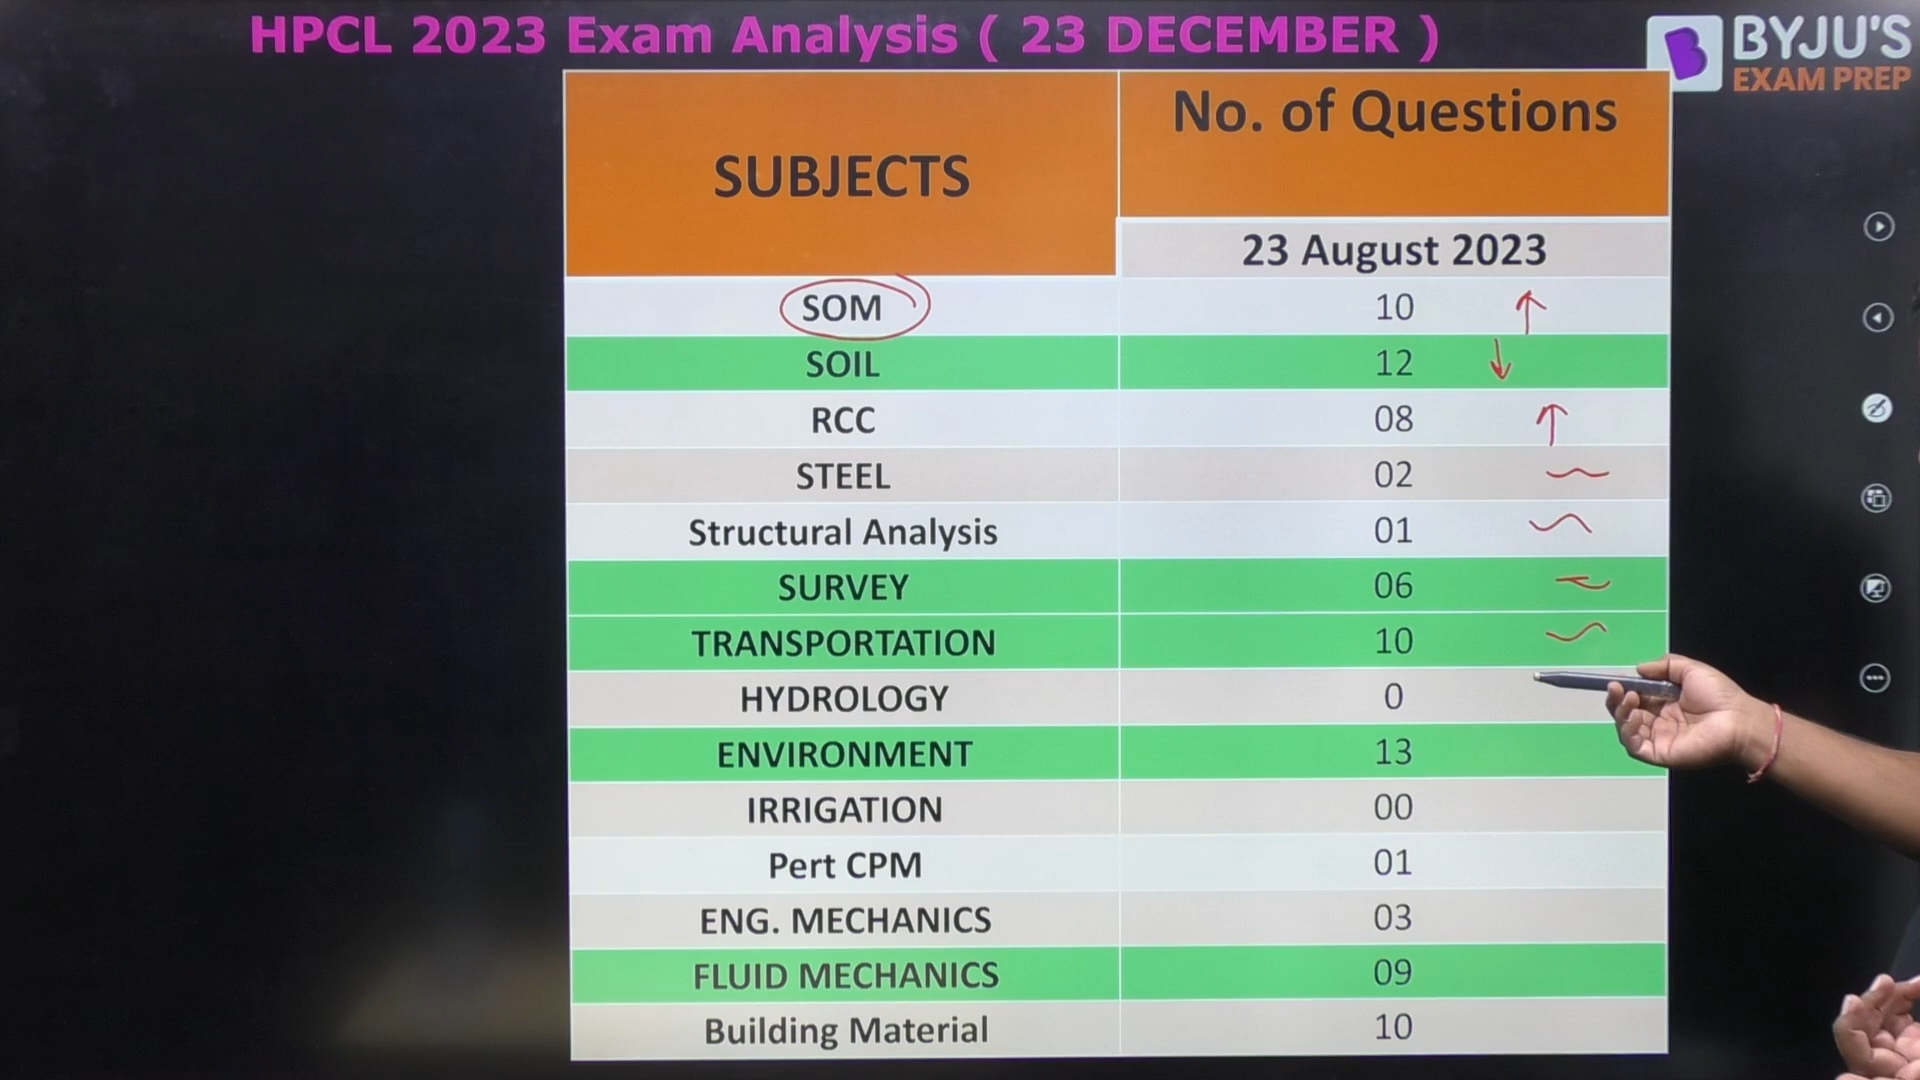 HPCL 2023 Exam Analysis ( 23 DECEMBER )
BYJU'S
EXAM PREP
SUBJECTS
No. of Questions
23 August 2023
SOM 10
SOIL 12
RCC 08
STEEL 02
Structural Analysis 01
SURVEY 06
TRANSPORTATION 10
HYDROLOGY 0
ENVIRONMENT 13
IRRIGATION 00
Pert CPM 01
ENG. MECHANICS 03
FLUID MECHANICS 09
Building Material 10